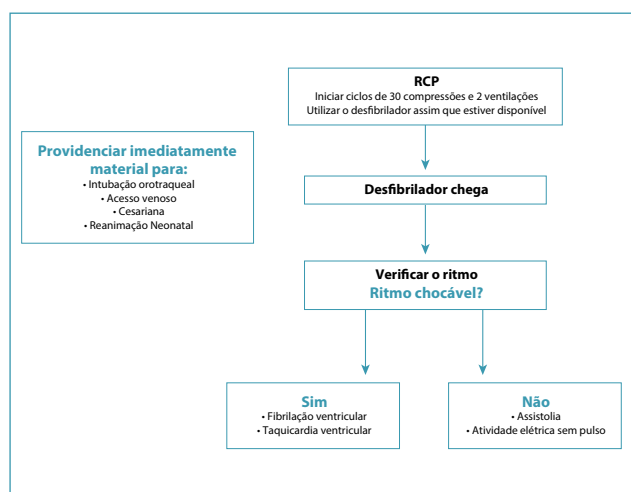 RCP
Iniciar ciclos de 30 compressões e 2 ventilações
Utilizar o desfibrilador assim que estiver disponível
Providenciar imediatamente
material para:
• Intubação orotraqueal
• Acesso venoso
• Cesariana
• Reanimação Neonatal
Desfibrilador chega
Verificar o ritmo
Ritmo chocável?
Sim
• Fibrilação ventricular
• Taquicardia ventricular
Não
• Assistolia
• Atividade elétrica sem pulso